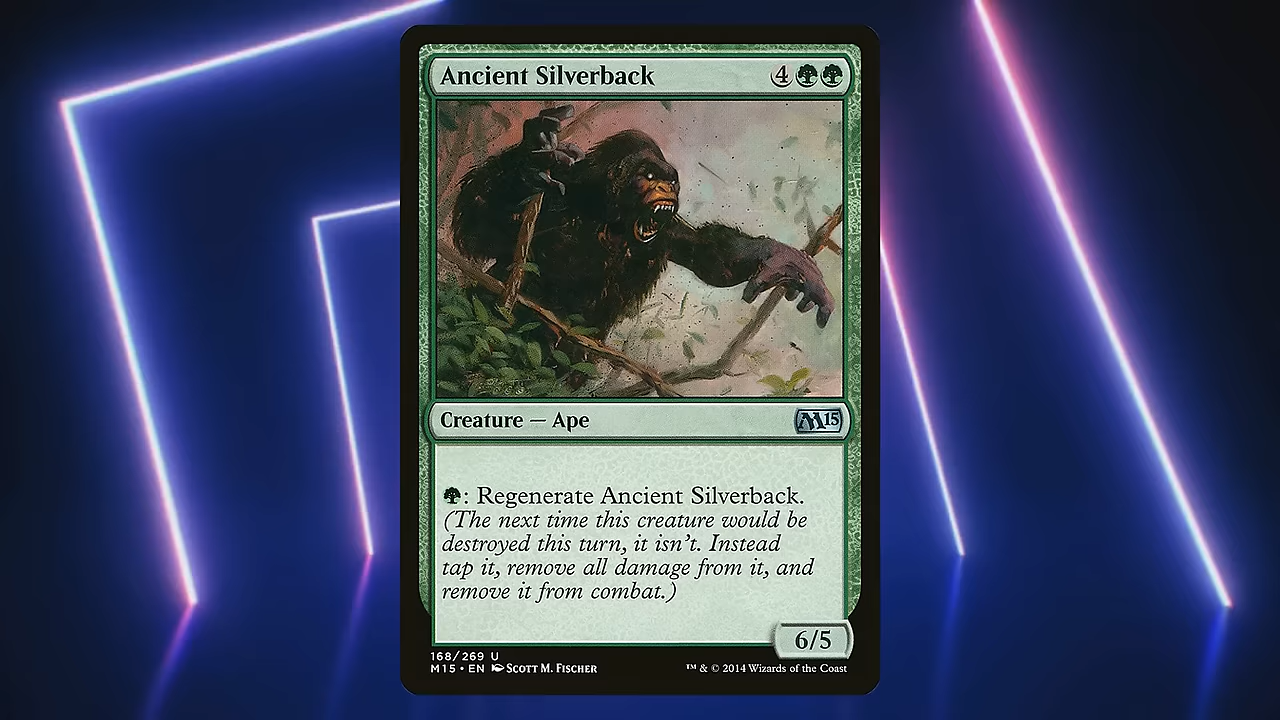 Ancient Silverback 4
Creature — Ape M15
: Regenerate Ancient Silverback.
(The next time this creature would be
destroyed this turn, it isn't. Instead
tap it, remove all damage from it, and
remove it from combat.)
6/5
168/269 U
M15 • EN Scott M. Fischer ™ & © 2014 Wizards of the Coast